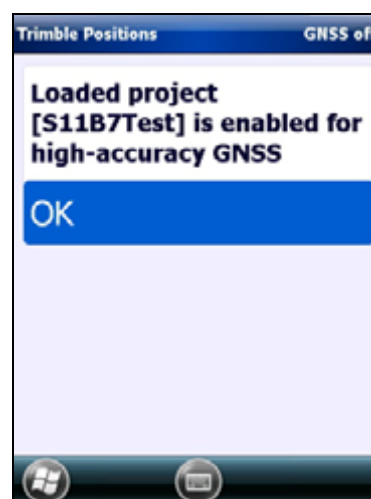 Trimble Positions GNSS of
Loaded project
[S11B7Test] is enabled for
high-accuracy GNSS
OK